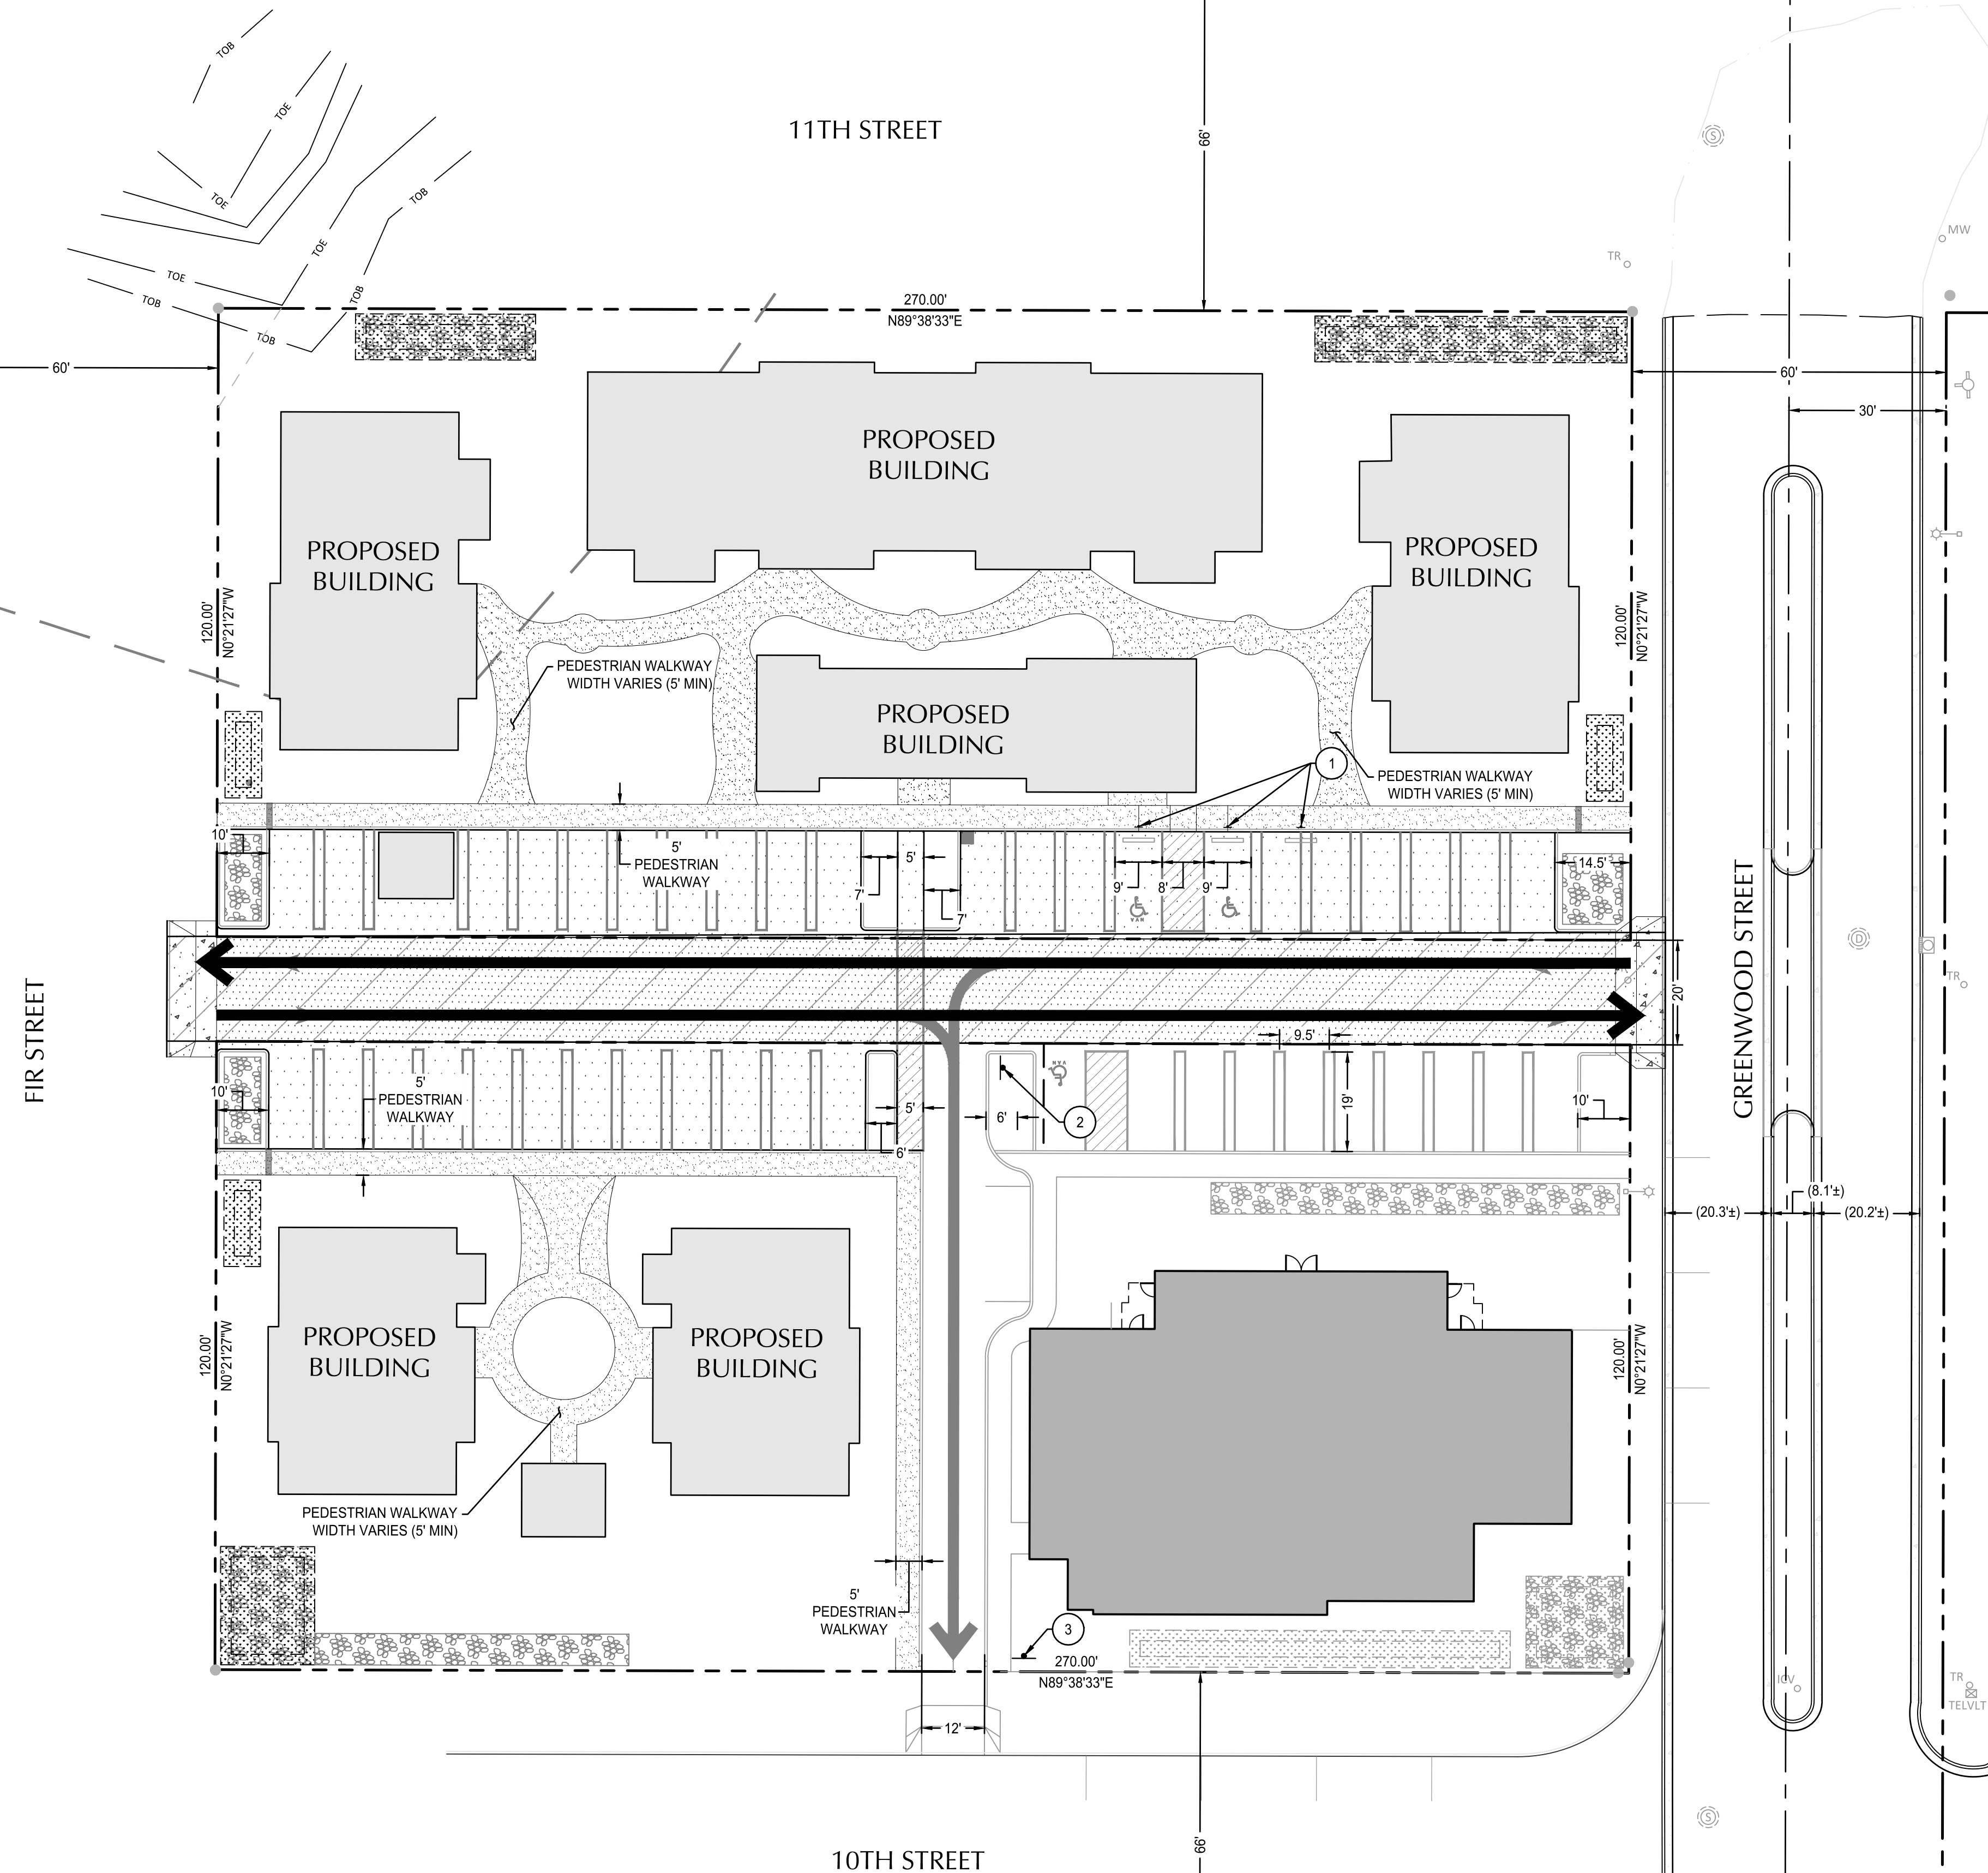 TOB
TOE
11TH STREET
66'
S
TOE
TOB
TOE
MW
TR
TOE
TOB
TOB
TOB
270.00'
N89°38'33"E
60'
60'
30'
PROPOSED
BUILDING
PROPOSED
BUILDING
PROPOSED
BUILDING
120.00'
N0°21'27"W
120.00'
N0°21'27"W
PEDESTRIAN WALKWAY
WIDTH VARIES (5' MIN)
PROPOSED
BUILDING
1
PEDESTRIAN WALKWAY
WIDTH VARIES (5' MIN)
10'
5'
PEDESTRIAN
WALKWAY
5'
7'
7'
9'
8'
9'
14.5'
VAN
D
TR
FIR STREET
GREENWOOD STREET
20'
9.5'
10'
5'
PEDESTRIAN
WALKWAY
5'
6'
6'
2
VAN
19'
10'
(20.3'±)
(8.1'±)
(20.2'±)
PROPOSED
BUILDING
PROPOSED
BUILDING
120.00'
N0°21'27"W
120.00'
N0°21'27"W
PEDESTRIAN WALKWAY
WIDTH VARIES (5' MIN)
5'
PEDESTRIAN
WALKWAY
3
270.00'
N89°38'33"E
ICV
TR
TELVLT
12'
66'
S
10TH STREET